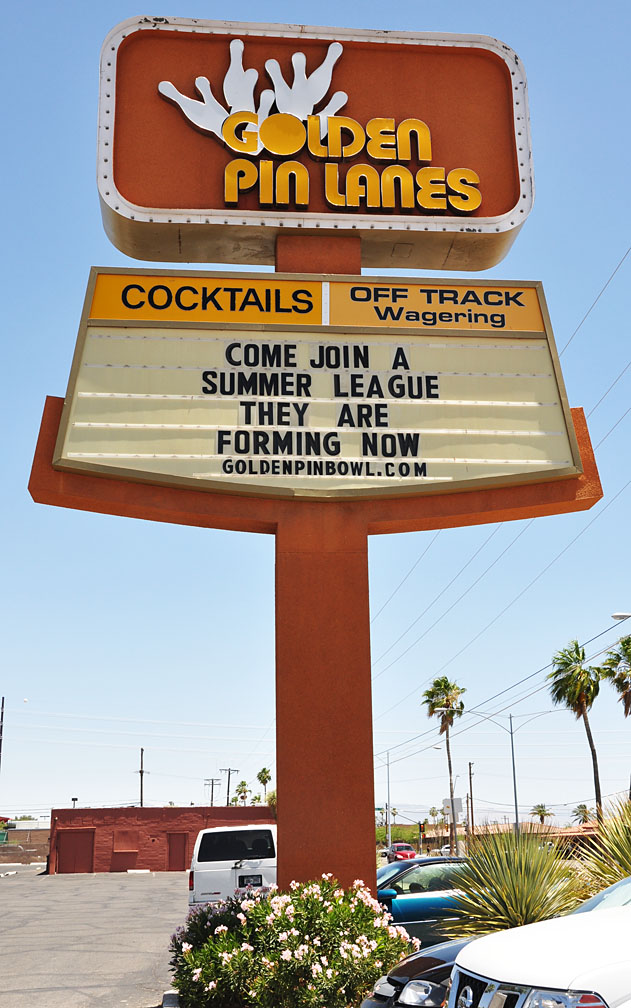 GOLDEN
PIN LANES
COCKTAILS
OFF TRACK
Wagering
COME JOIN A
SUMMER LEAGUE
THEY ARE
FORMING NOW
GOLDENPINBOWL.COM